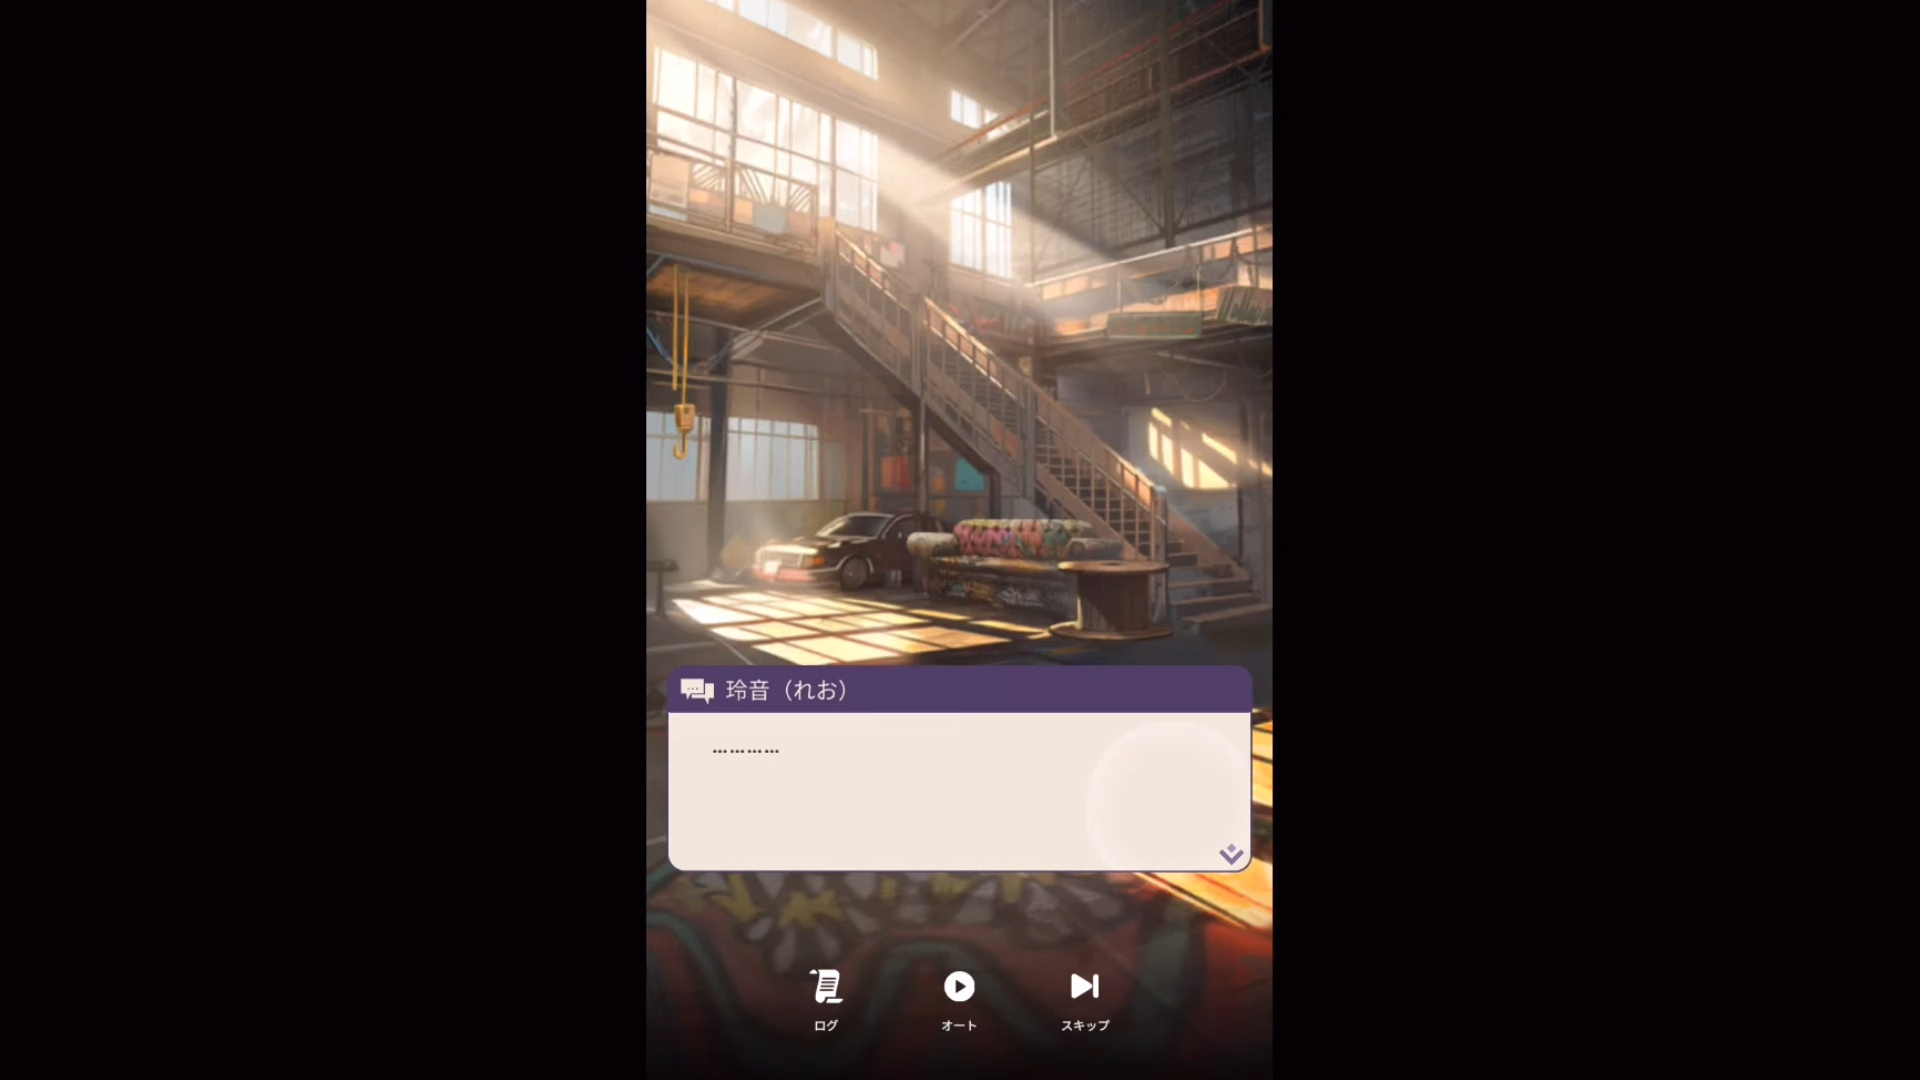 玲音（れお）
…………
ログ
オート
スキップ